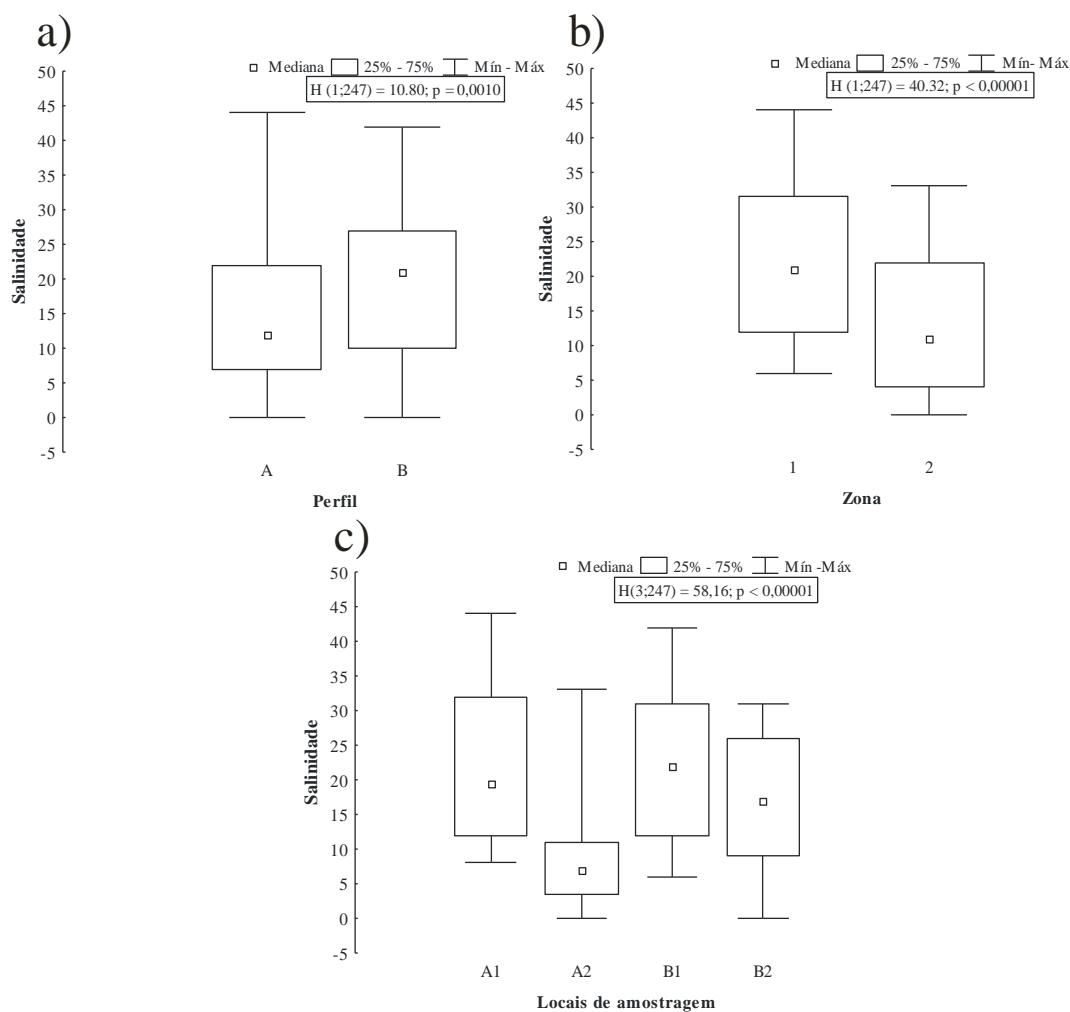 a)
Mediana 25% - 75% Mín - Máx
H (1;247) = 10.80; p = 0,0010
50
45
40
35
30
25
20
15
10
5
0
-5
Salinidade
A B
Perfil
b)
Mediana 25% - 75% Mín- Máx
H (1;247) = 40.32; p < 0,00001
50
45
40
35
30
25
20
15
10
5
0
-5
Salinidade
1 2
Zona
c)
Mediana 25% - 75% Mín -Máx
H(3;247) = 58,16; p < 0,00001
50
45
40
35
30
25
20
15
10
5
0
-5
Salinidade
A1 A2 B1 B2
Locais de amostragem